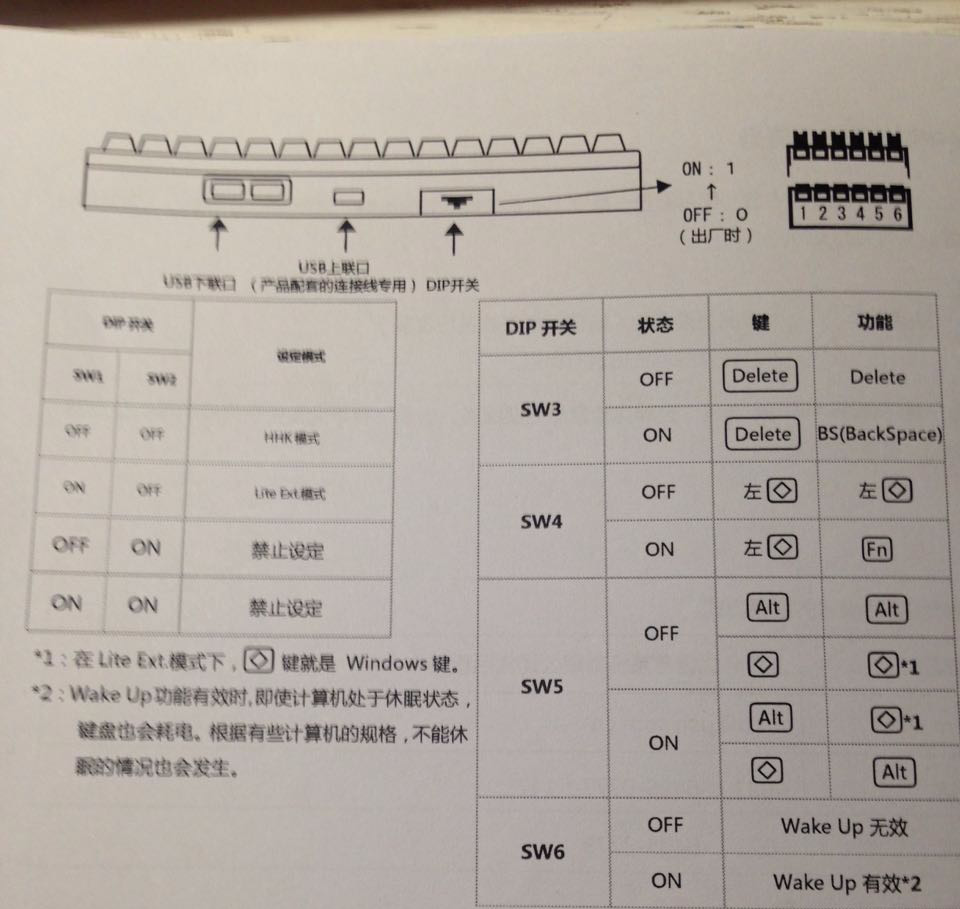 ON：1
↑
OFF：O
（出厂时）
1 2 3 4 5 6
USB上联口
USB下联口 （产品配套的连接线专用） DIP开关
DIP 开关 设定模式
SW1 SW2
OFF OFF HHK 模式
ON OFF Lite Ext.模式
OFF ON 禁止设定
ON ON 禁止设定
*1：在 Lite Ext.模式下，◇ 键就是 Windows 键。
*2：Wake Up功能有效时,即使计算机处于休眠状态，
键盘也会耗电。根据有些计算机的规格，不能休
眠的情况也会发生。
DIP 开关 状态 键 功能
SW3 OFF Delete Delete
ON Delete BS(BackSpace)
SW4 OFF 左◇ 左◇
ON 左◇ Fn
SW5 OFF Alt Alt
◇ ◇*1
ON Alt ◇*1
◇ Alt
SW6 OFF Wake Up 无效
ON Wake Up 有效*2